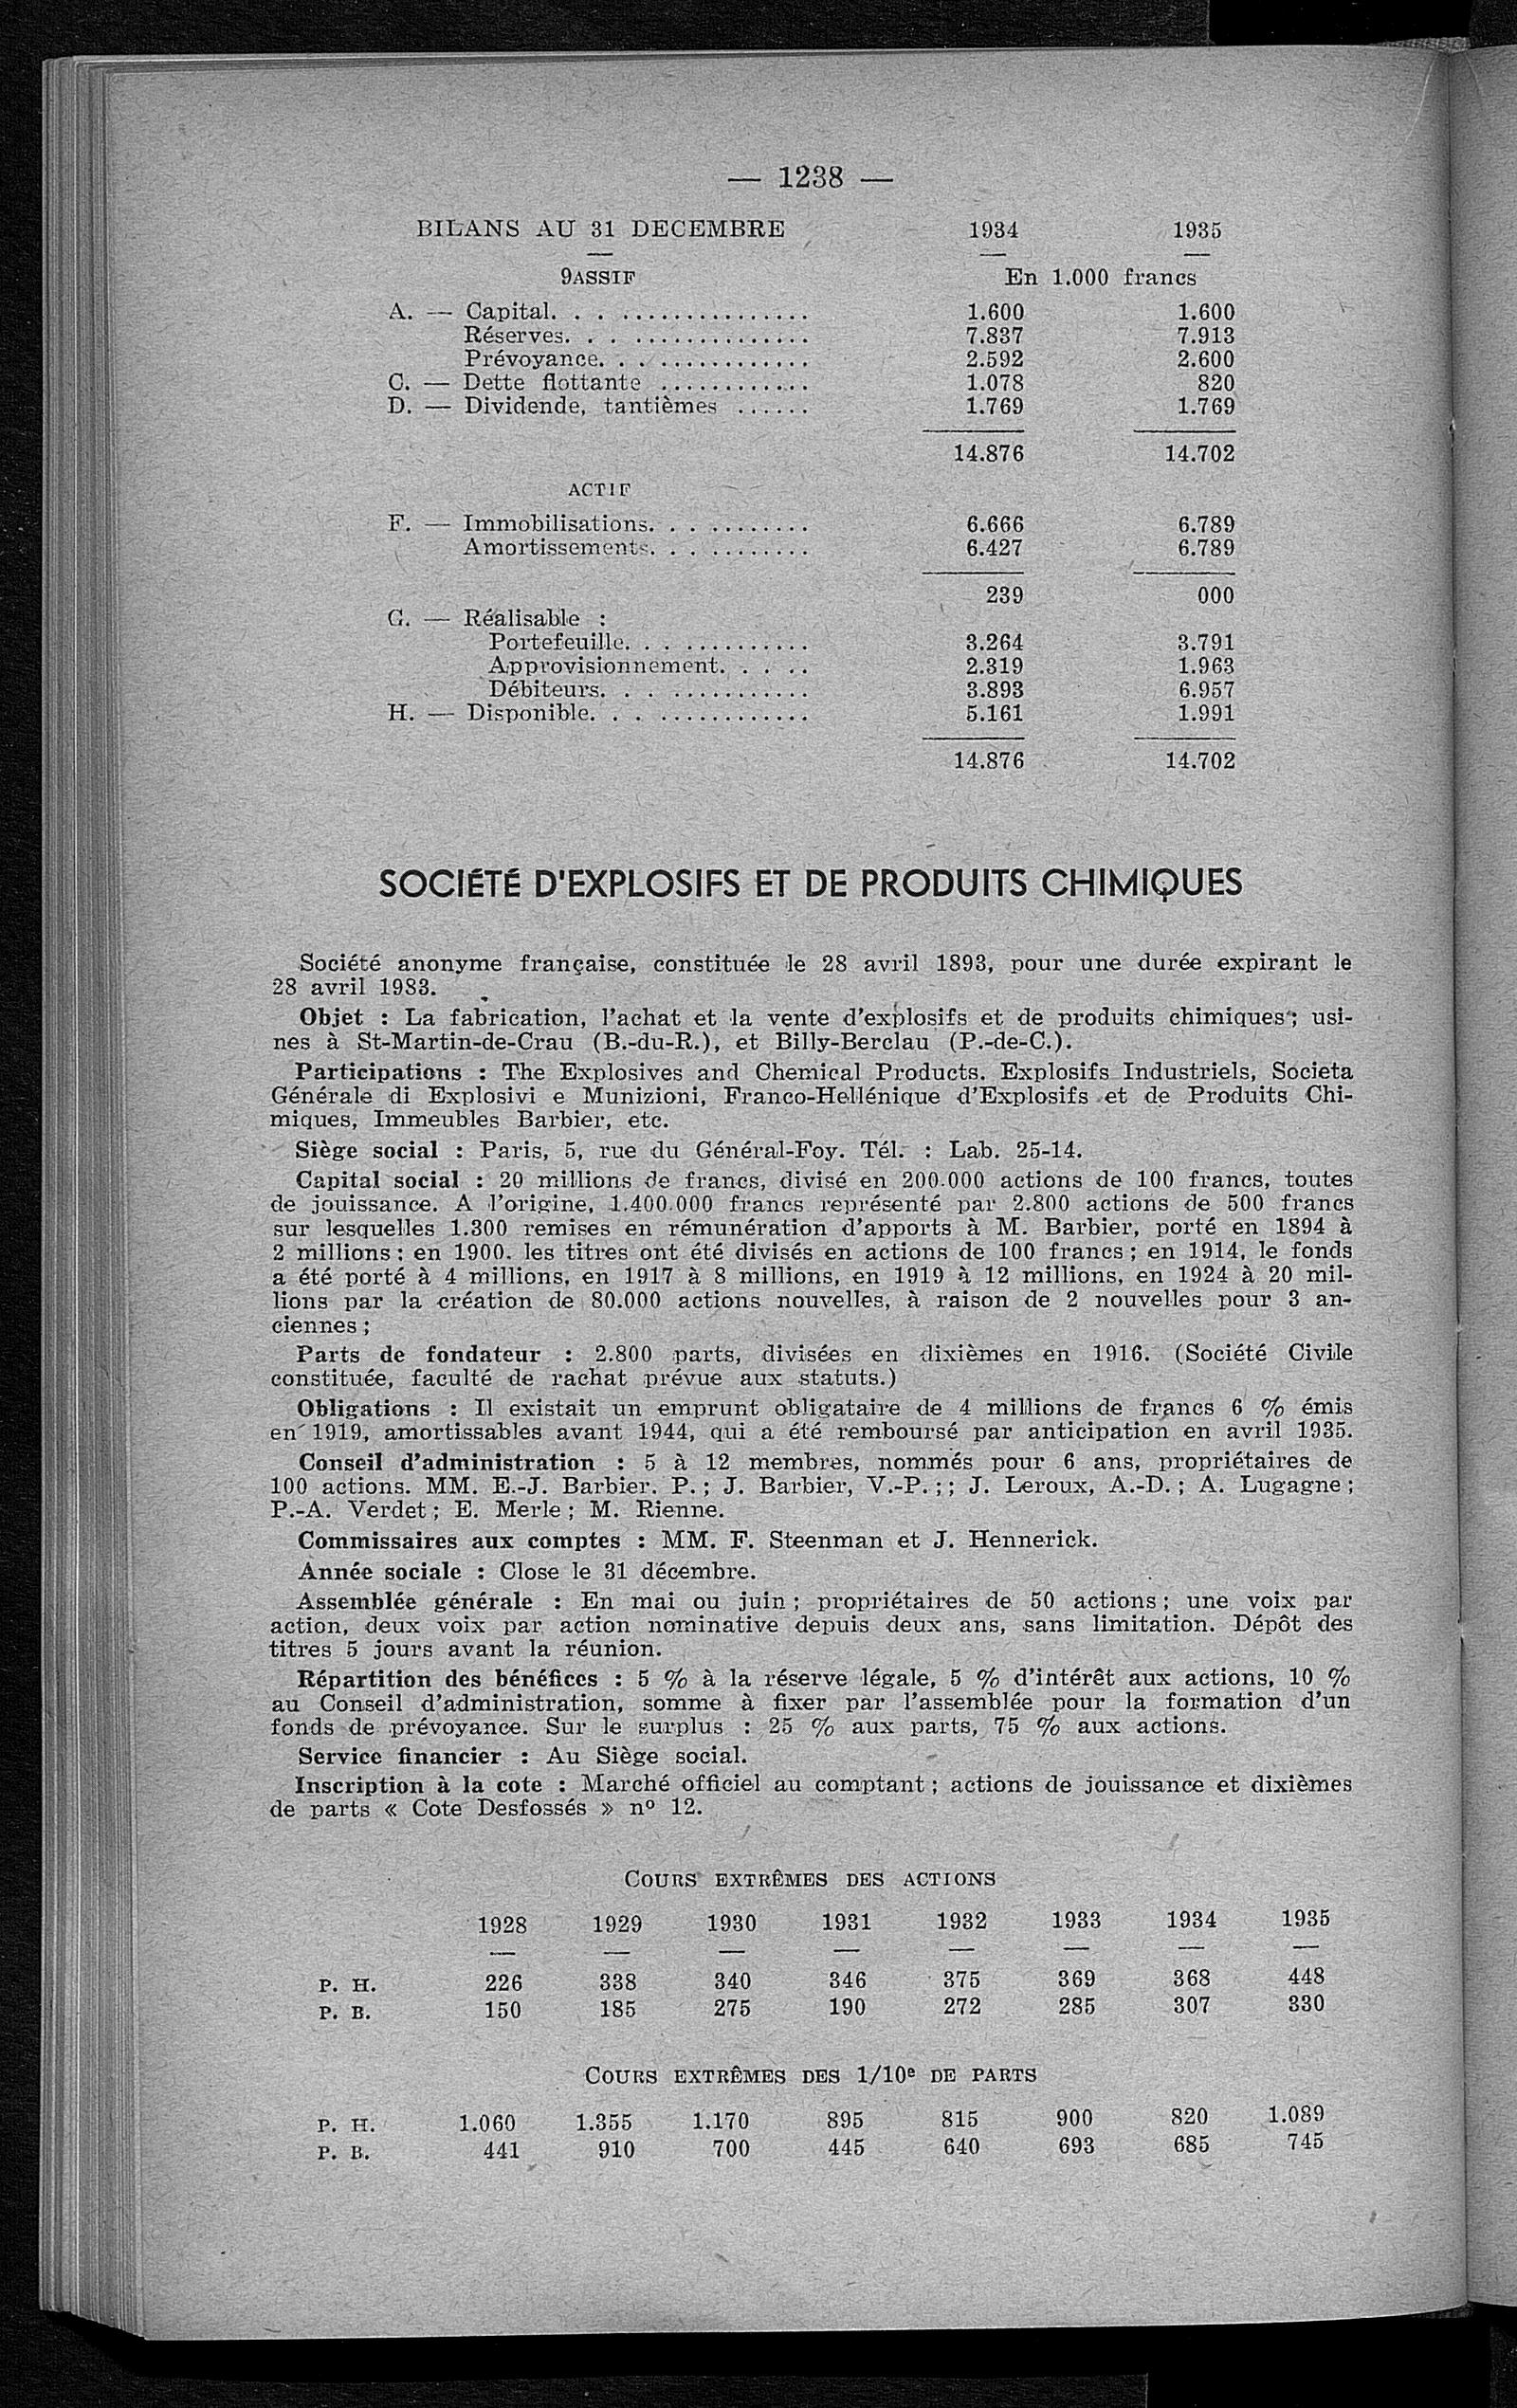 — 1238 —
BILANS AU 31 DECEMBRE 1934 1935
9ASSIF En 1.000 francs
A. — Capital. . . ............... 1.600 1.600
Réserves. . . .............. 7.837 7.913
Prévoyance. . . ............ 2.592 2.600
C. — Dette flottante ............ 1.078 820
D. — Dividende, tantièmes ...... 1.769 1.769
14.876 14.702
ACTIF
F. — Immobilisations. . . ......... 6.666 6.789
Amortissements. . . ......... 6.427 6.789
239 000
G. — Réalisable :
Portefeuille. . . ........... 3.264 3.791
Approvisionnement. . . .. 2.319 1.963
Débiteurs. . . ............ 3.893 6.957
H. — Disponible. . . ............ 5.161 1.991
14.876 14.702
SOCIÉTÉ D'EXPLOSIFS ET DE PRODUITS CHIMIQUES
Société anonyme française, constituée le 28 avril 1893, pour une durée expirant le
28 avril 1983.
Objet : La fabrication, l'achat et la vente d'explosifs et de produits chimiques; usi-
nes à St-Martin-de-Crau (B.-du-R.), et Billy-Berclau (P.-de-C.).
Participations : The Explosives and Chemical Products. Explosifs Industriels, Societa
Générale di Explosivi e Munizioni, Franco-Hellénique d'Explosifs et de Produits Chi-
miques, Immeubles Barbier, etc.
Siège social : Paris, 5, rue du Général-Foy. Tél. : Lab. 25-14.
Capital social : 20 millions de francs, divisé en 200.000 actions de 100 francs, toutes
de jouissance. A l'origine, 1.400.000 francs représenté par 2.800 actions de 500 francs
sur lesquelles 1.300 remises en rémunération d'apports à M. Barbier, porté en 1894 à
2 millions : en 1900. les titres ont été divisés en actions de 100 francs ; en 1914, le fonds
a été porté à 4 millions, en 1917 à 8 millions, en 1919 à 12 millions, en 1924 à 20 mil-
lions par la création de 80.000 actions nouvelles, à raison de 2 nouvelles pour 3 an-
ciennes ;
Parts de fondateur : 2.800 parts, divisées en dixièmes en 1916. (Société Civile
constituée, faculté de rachat prévue aux statuts.)
Obligations : Il existait un emprunt obligataire de 4 millions de francs 6 % émis
en 1919, amortissables avant 1944, qui a été remboursé par anticipation en avril 1935.
Conseil d'administration : 5 à 12 membres, nommés pour 6 ans, propriétaires de
100 actions. MM. E.-J. Barbier. P. ; J. Barbier, V.-P. ; ; J. Leroux, A.-D. ; A. Lugagne ;
P.-A. Verdet ; E. Merle ; M. Rienne.
Commissaires aux comptes : MM. F. Steenman et J. Hennerick.
Année sociale : Close le 31 décembre.
Assemblée générale : En mai ou juin ; propriétaires de 50 actions ; une voix par
action, deux voix par action nominative depuis deux ans, sans limitation. Dépôt des
titres 5 jours avant la réunion.
Répartition des bénéfices : 5 % à la réserve légale, 5 % d'intérêt aux actions, 10 %
au Conseil d'administration, somme à fixer par l'assemblée pour la formation d'un
fonds de prévoyance. Sur le surplus : 25 % aux parts, 75 % aux actions.
Service financier : Au Siège social.
Inscription à la cote : Marché officiel au comptant ; actions de jouissance et dixièmes
de parts « Cote Desfossés » nº 12.
COURS EXTRÊMES DES ACTIONS
1928 1929 1930 1931 1932 1933 1934 1935
P. H. 226 338 340 346 375 369 368 448
P. B. 150 185 275 190 272 285 307 330
COURS EXTRÊMES DES 1/10e DE PARTS
P. H. 1.060 1.355 1.170 895 815 900 820 1.089
P. B. 441 910 700 445 640 693 685 745